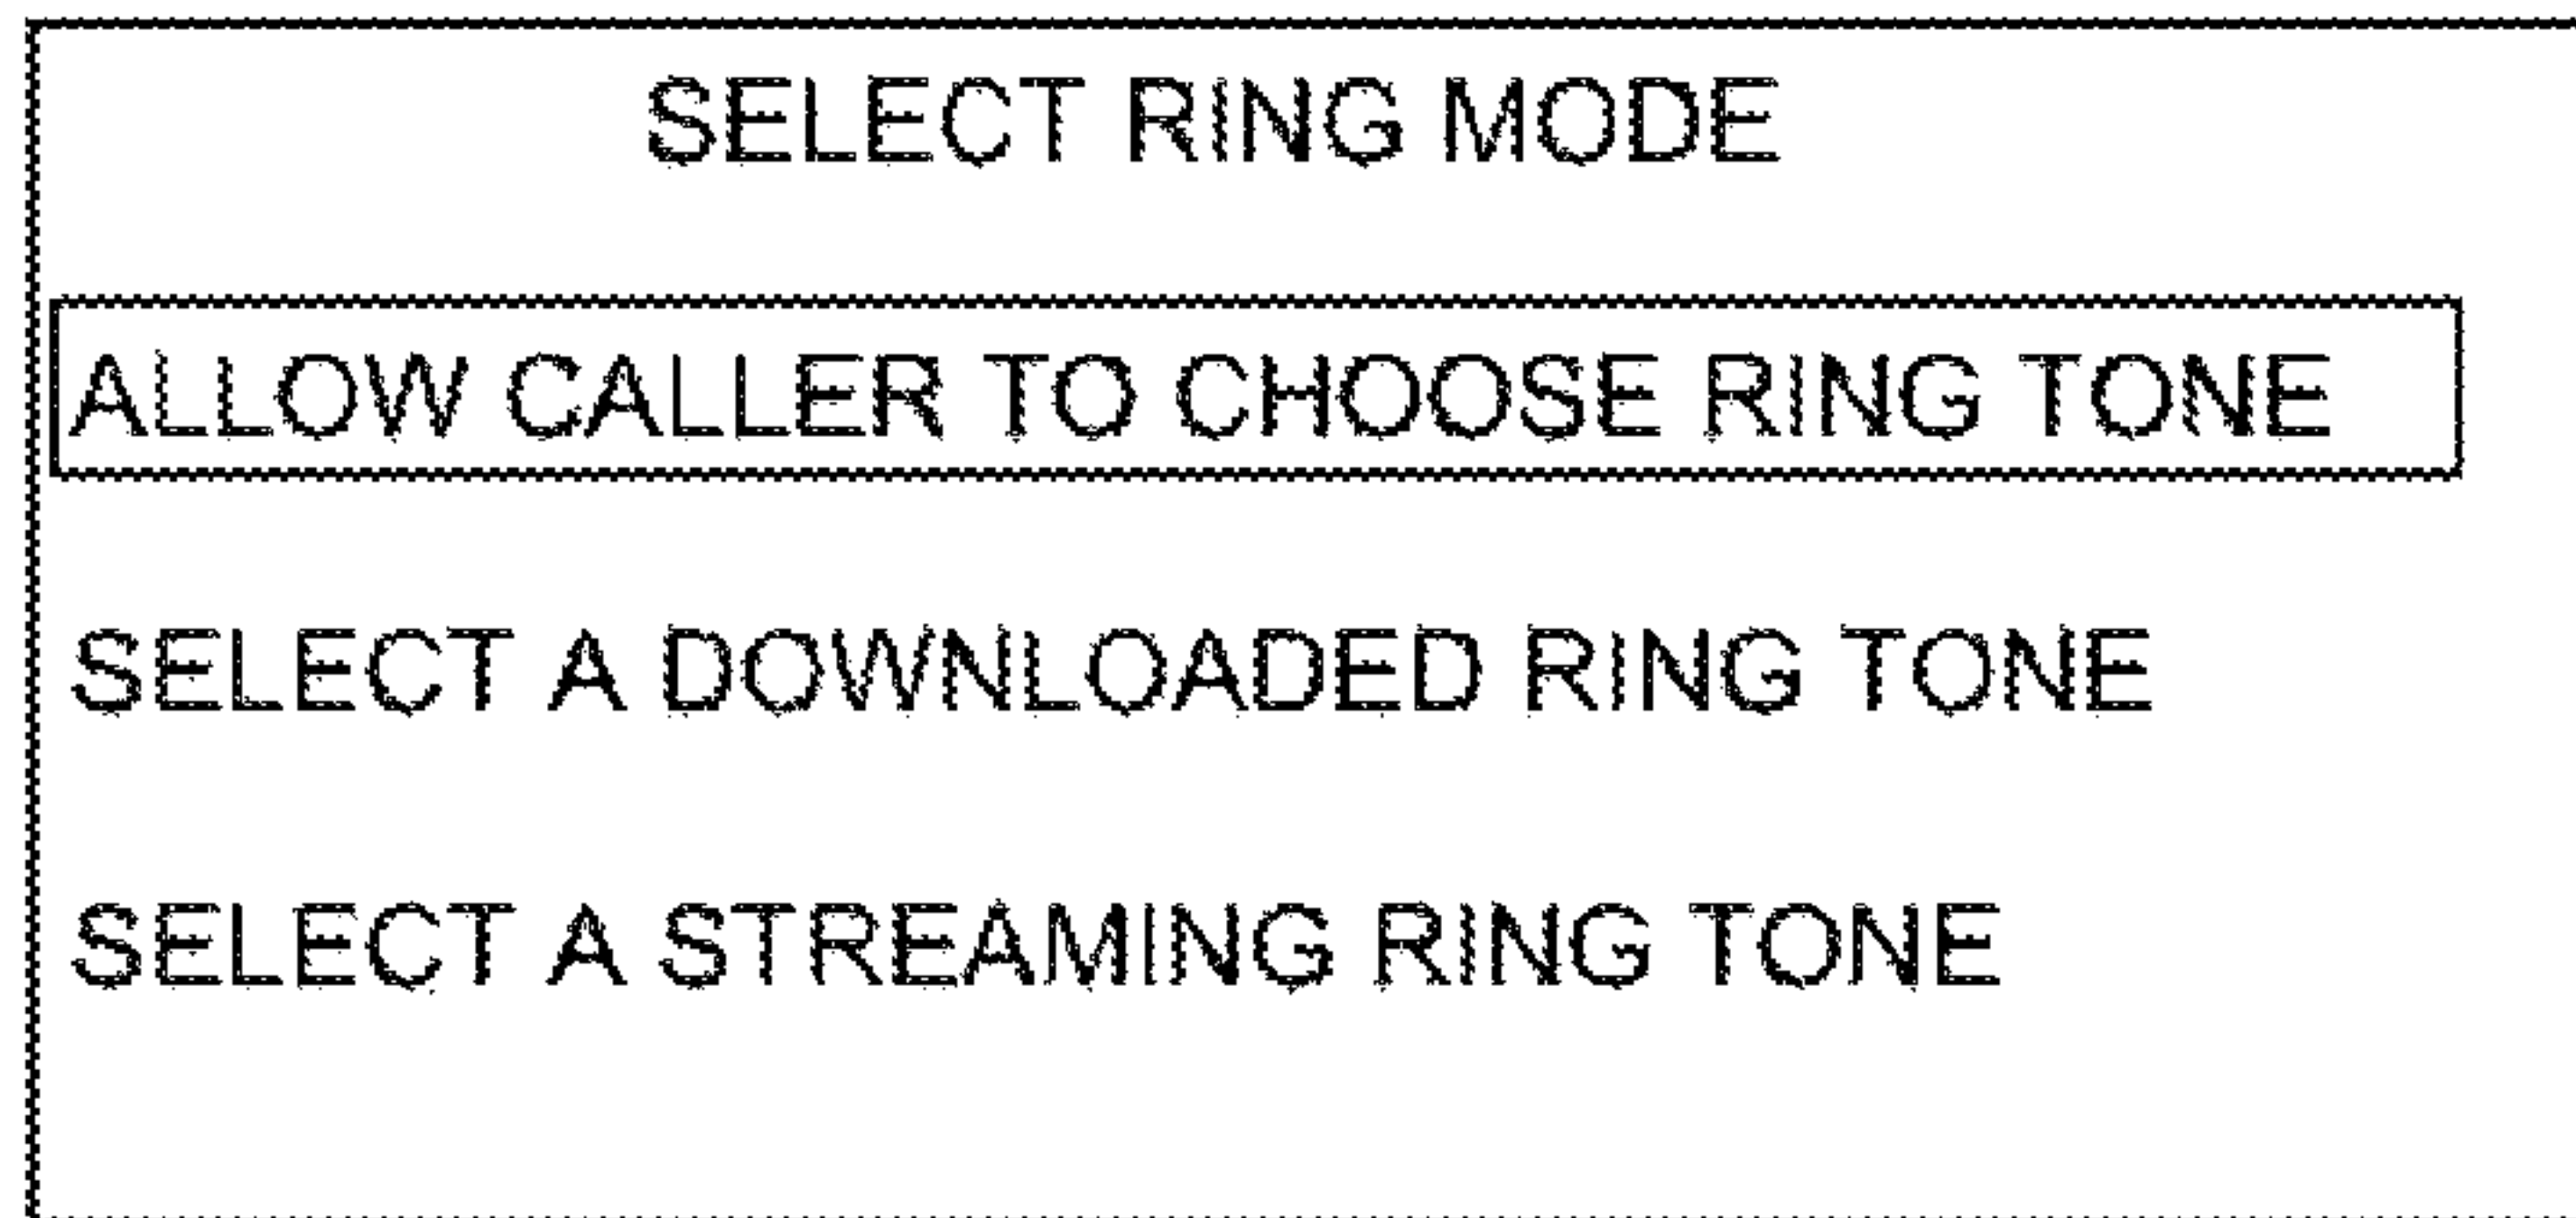 SELECT RING MODE
ALLOW CALLER TO CHOOSE RING TONE
SELECT A DOWNLOADED RING TONE
SELECT A STREAMING RING TONE